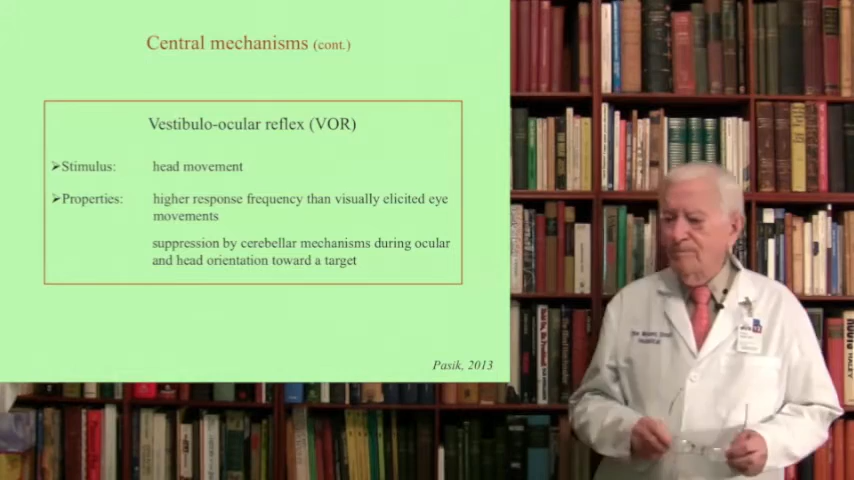 Central mechanisms (cont.)
Vestibulo-ocular reflex (VOR)
➢Stimulus: head movement
➢Properties: higher response frequency than visually elicited eye
movements
suppression by cerebellar mechanisms during ocular
and head orientation toward a target
Pasik, 2013